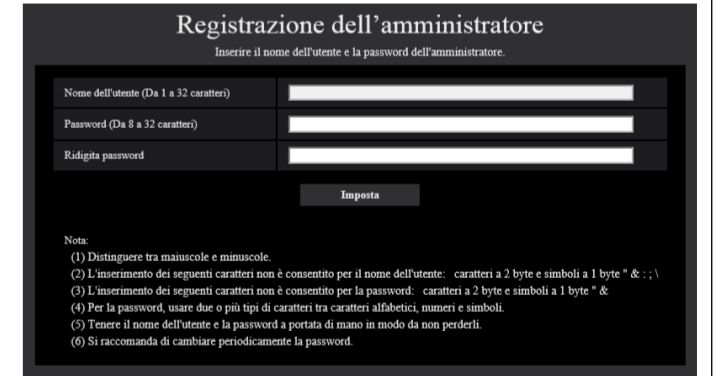 Registrazione dell’amministratore
Inserire il nome dell'utente e la password dell'amministratore.
Nome dell'utente (Da 1 a 32 caratteri)
Password (Da 8 a 32 caratteri)
Ridigita password
Imposta
Nota:
(1) Distinguere tra maiuscole e minuscole.
(2) L'inserimento dei seguenti caratteri non è consentito per il nome dell'utente: caratteri a 2 byte e simboli a 1 byte " & : ; \
(3) L'inserimento dei seguenti caratteri non è consentito per la password: caratteri a 2 byte e simboli a 1 byte " &
(4) Per la password, usare due o più tipi di caratteri tra caratteri alfabetici, numeri e simboli.
(5) Tenere il nome dell'utente e la password a portata di mano in modo da non perderli.
(6) Si raccomanda di cambiare periodicamente la password.